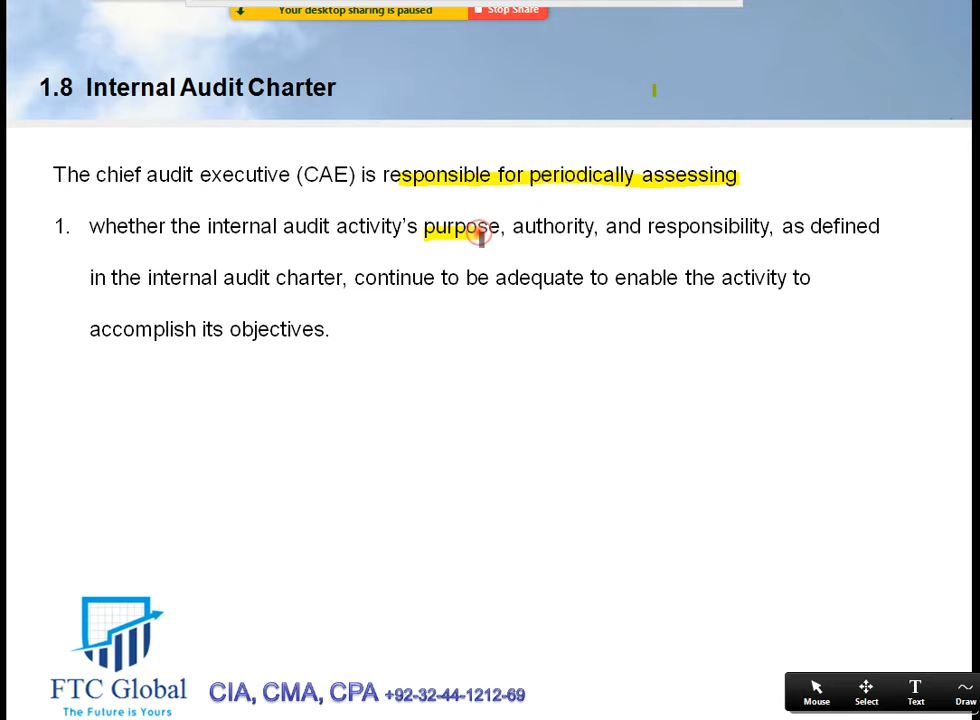 Your desktop sharing is paused Stop Share
1.8 Internal Audit Charter
The chief audit executive (CAE) is responsible for periodically assessing
1. whether the internal audit activity’s purpose, authority, and responsibility, as defined
in the internal audit charter, continue to be adequate to enable the activity to
accomplish its objectives.
FTC Global
The Future is Yours
CIA, CMA, CPA +92-32-44-1212-69
Mouse Select Text Draw